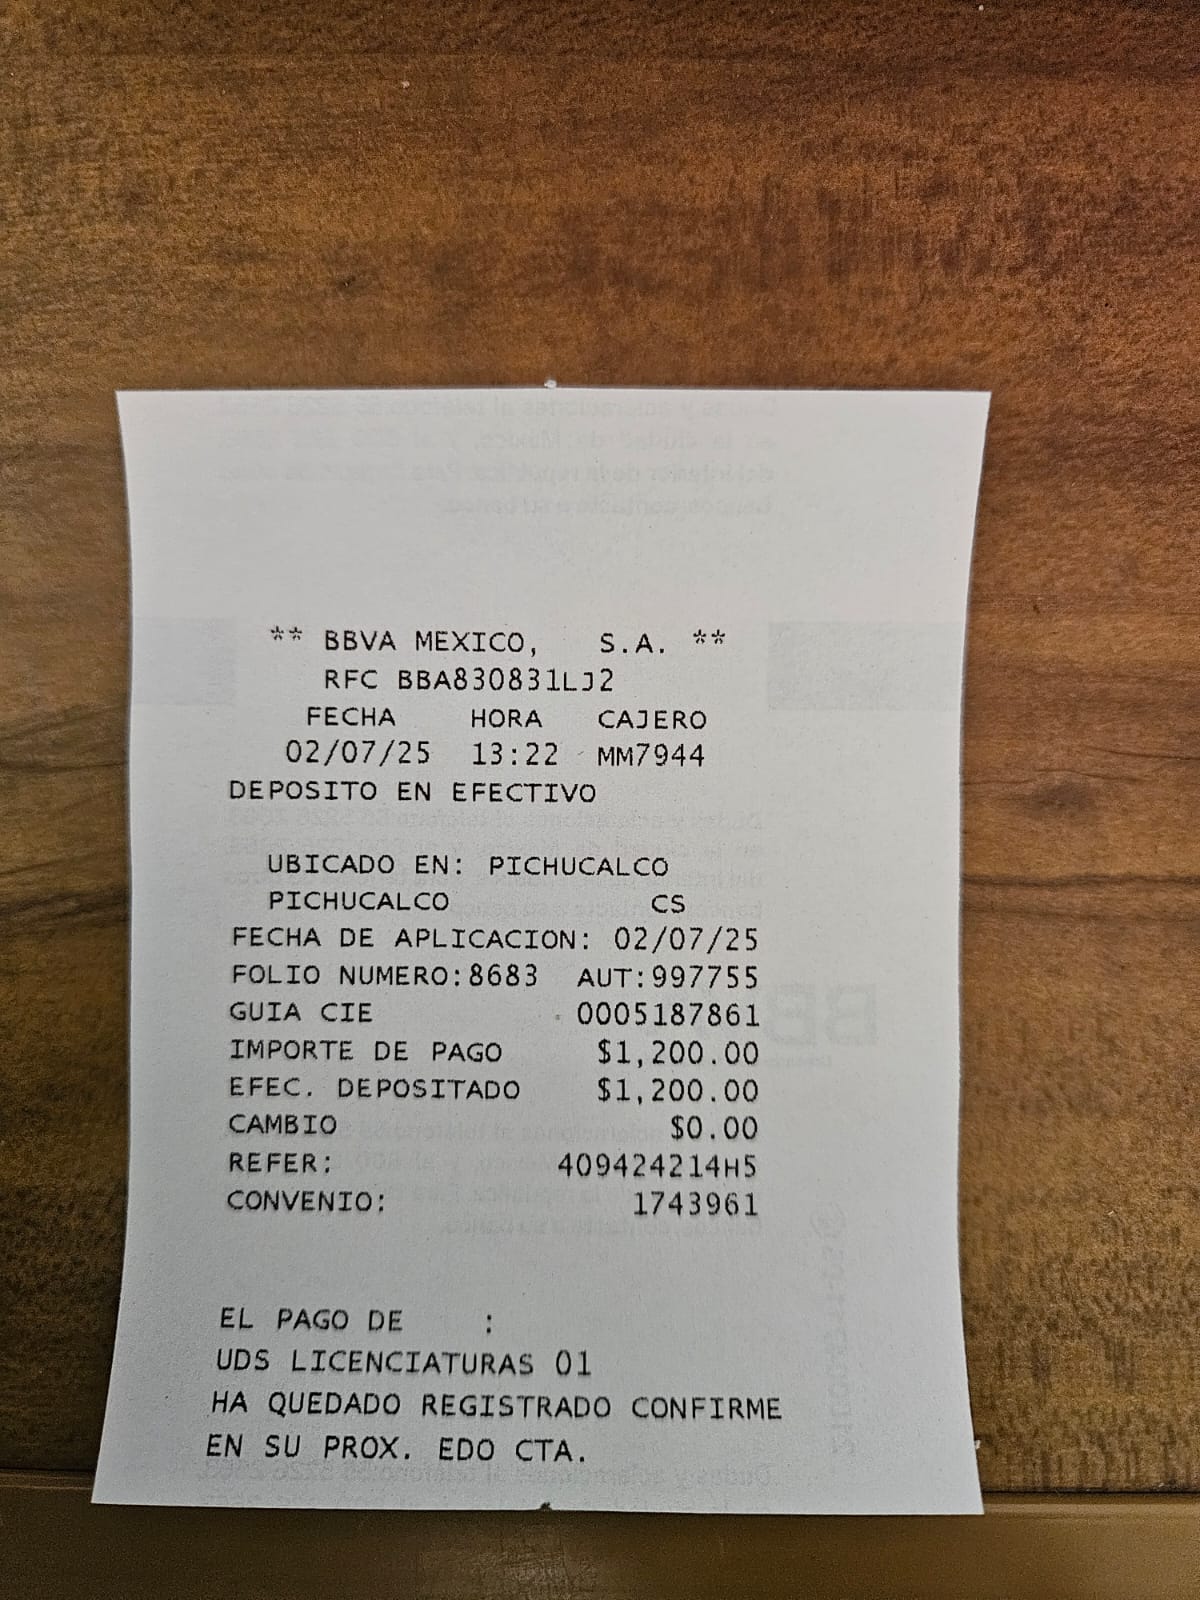 ** BBVA MEXICO, S.A. **
RFC BBA830831LJ2
FECHA HORA CAJERO
02/07/25 13:22 MM7944
DEPOSITO EN EFECTIVO
UBICADO EN: PICHUCALCO
PICHUCALCO CS
FECHA DE APLICACION: 02/07/25
FOLIO NUMERO:8683 AUT:997755
GUIA CIE 0005187861
IMPORTE DE PAGO $1,200.00
EFEC. DEPOSITADO $1,200.00
CAMBIO $0.00
REFER: 409424214H5
CONVENIO: 1743961
EL PAGO DE :
UDS LICENCIATURAS 01
HA QUEDADO REGISTRADO CONFIRME
EN SU PROX. EDO CTA.